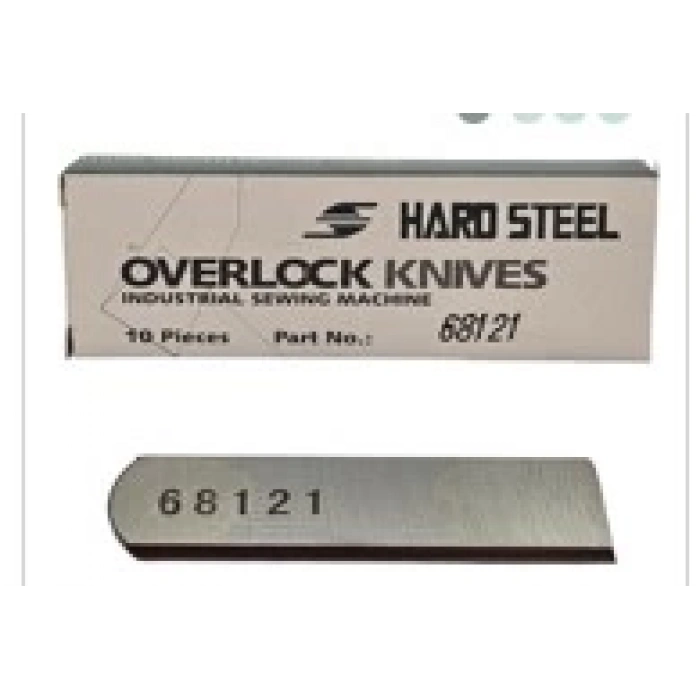 HARD STEEL
OVERLOCK KNIVES
INDUSTRIAL SEWING MACHINE
10 Pieces Part No.: 68121
68121